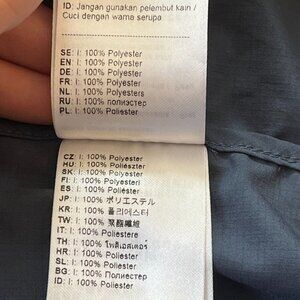 ID: Jangan gunakan pelembut kain /
Cuci dengan warna serupa
SE: I: 100% Polyester
EN: I: 100% Polyester
DE: I: 100% Polyester
FR: I: 100% Polyester
NL: I: 100% Polyesters
RU: I: 100% полиэстер
PL: I: 100% Poliester
CZ: I: 100% Polyester
HU: I: 100% Poliészter
SK: I: 100% Polyester
FI: I: 100% Polyesteri
ES: I: 100% Poliéster
JP: I: 100% ポリエステル
KR: I: 100% 폴리에스터
TW: I: 100% 聚酯纖維
IT: I: 100% Poliestere
TH: I: 100% โพลีเอสเตอร์
HR: I: 100% Poliester
SL: I: 100% Poliester
BG: I: 100% Полиестер
ID: I: 100% Poliester